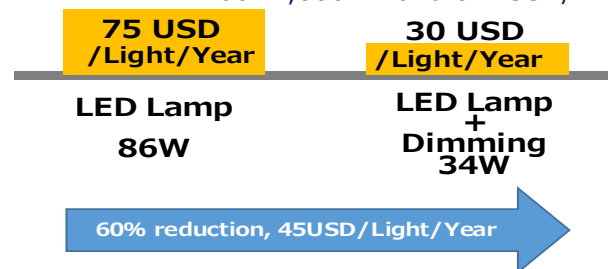 75 USD
/Light/Year
30 USD
/Light/Year
LED Lamp
86W
LED Lamp
+
Dimming
34W
60% reduction, 45USD/Light/Year